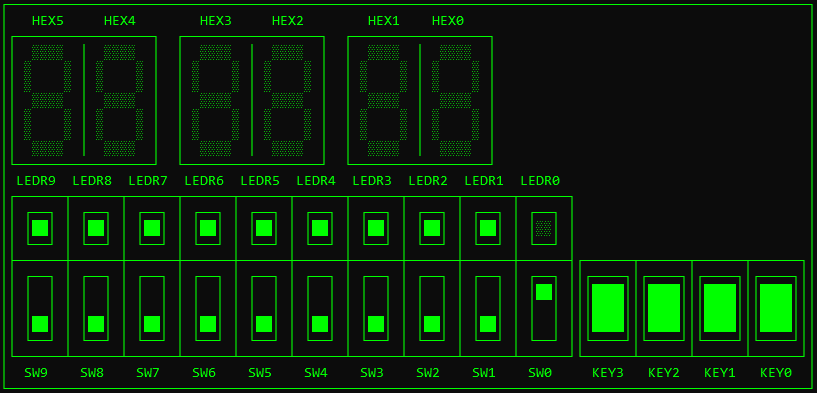 HEX5 HEX4 HEX3 HEX2 HEX1 HEX0
LEDR9 LEDR8 LEDR7 LEDR6 LEDR5 LEDR4 LEDR3 LEDR2 LEDR1 LEDR0
SW9 SW8 SW7 SW6 SW5 SW4 SW3 SW2 SW1 SW0 KEY3 KEY2 KEY1 KEY0